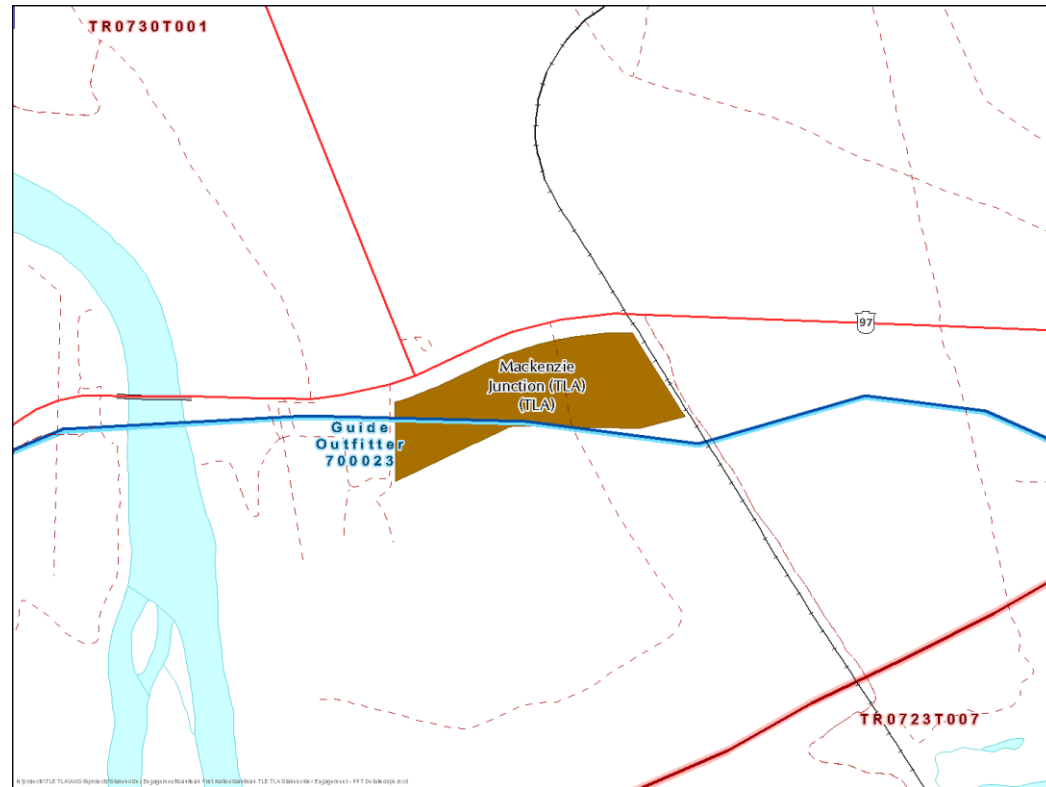 TR0730T001
97
Mackenzie
Junction (TLA)
(TLA)
Guide
Outfitter
700023
TR0723T007